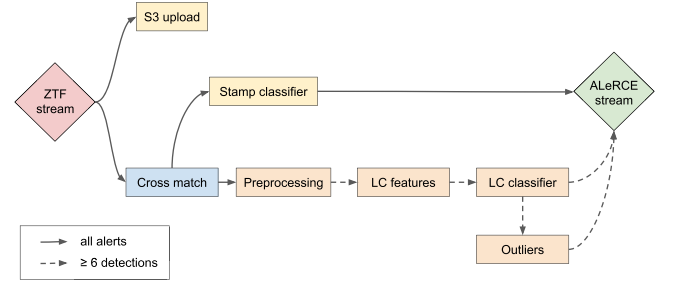 S3 upload
ZTF
stream
Stamp classifier
ALeRCE
stream
Cross match
Preprocessing
LC features
LC classifier
Outliers
all alerts
≥ 6 detections